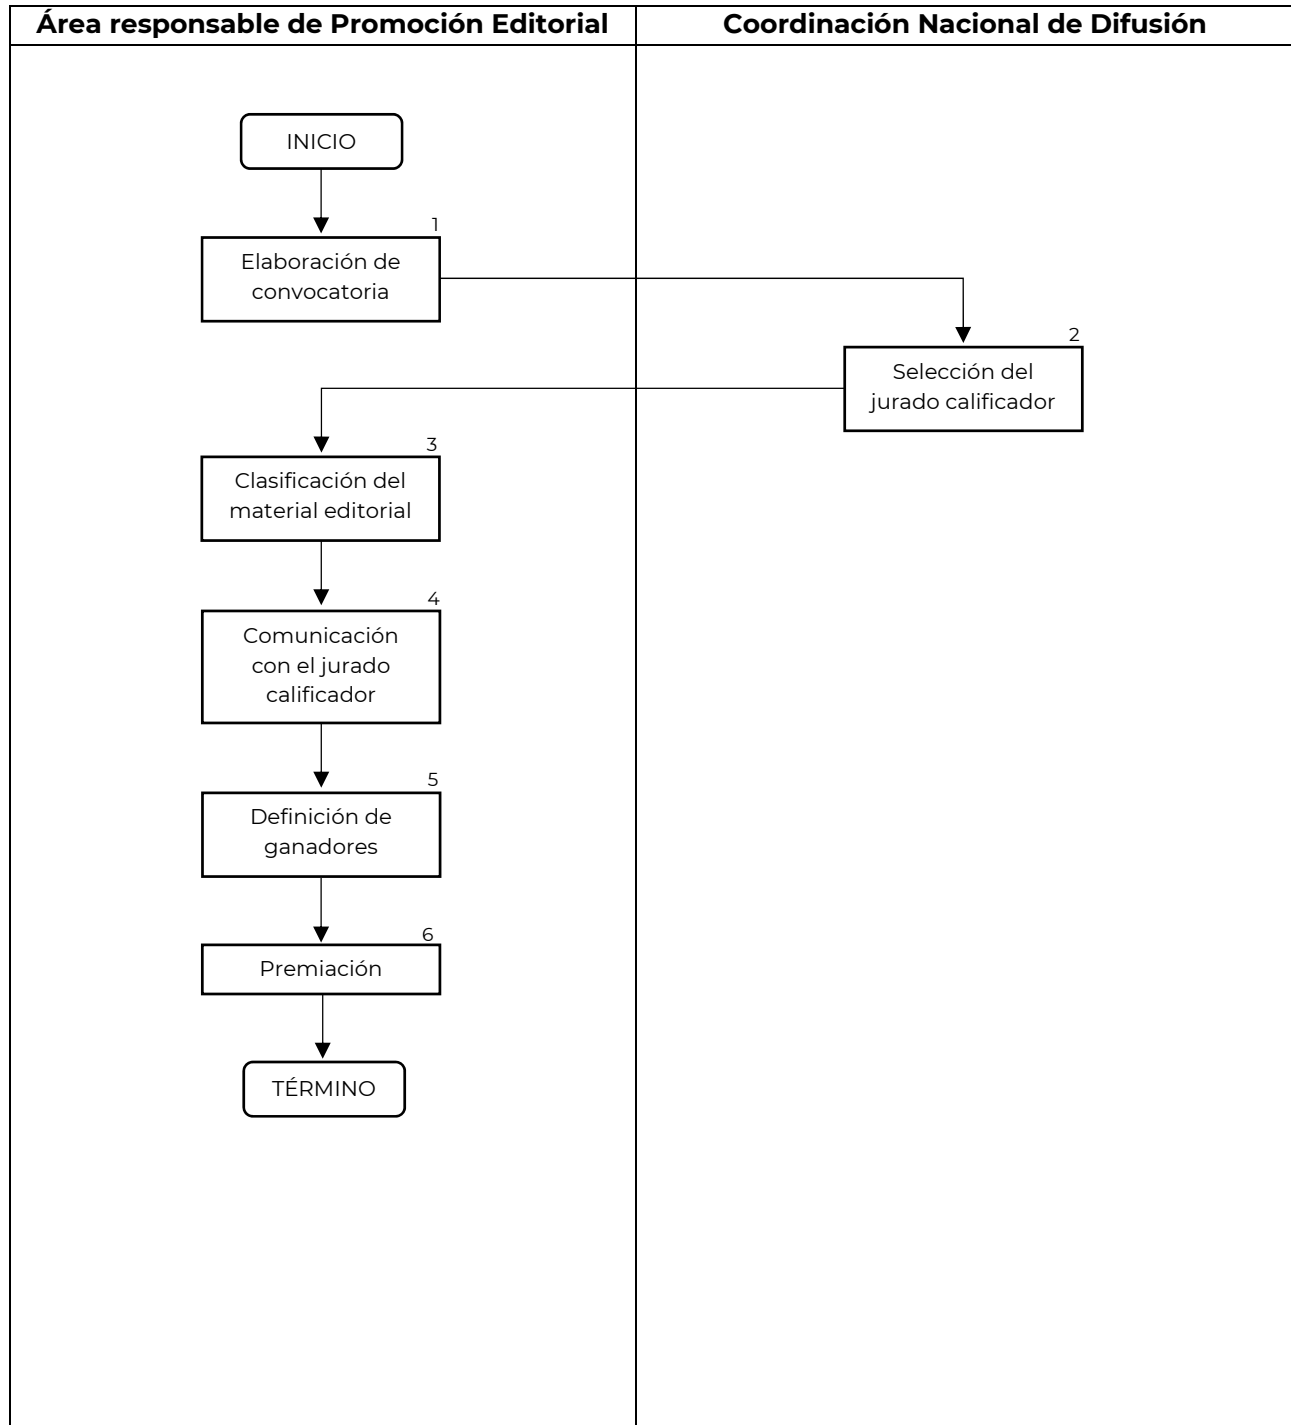 Área responsable de Promoción Editorial
Coordinación Nacional de Difusión
INICIO
1
Elaboración de
convocatoria
2
Selección del
jurado calificador
3
Clasificación del
material editorial
4
Comunicación
con el jurado
calificador
5
Definición de
ganadores
6
Premiación
TÉRMINO